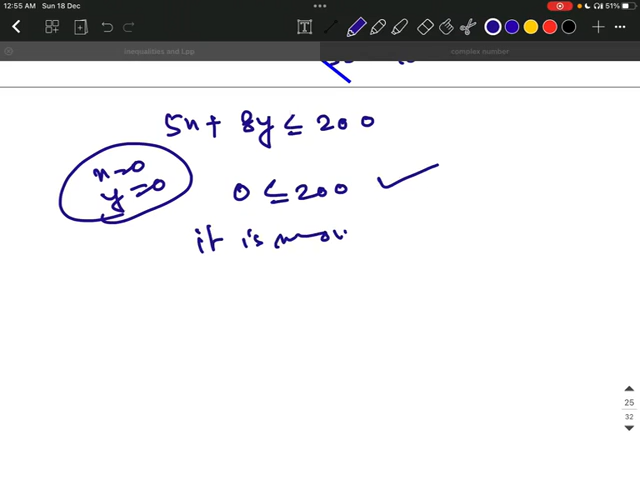 12:55 AM Sun 18 Dec
51%
inequalities and Lpp
complex number
5x + 8y ≤ 200
x=0
y=0
0 ≤ 200 ✓
it is mov
25
32